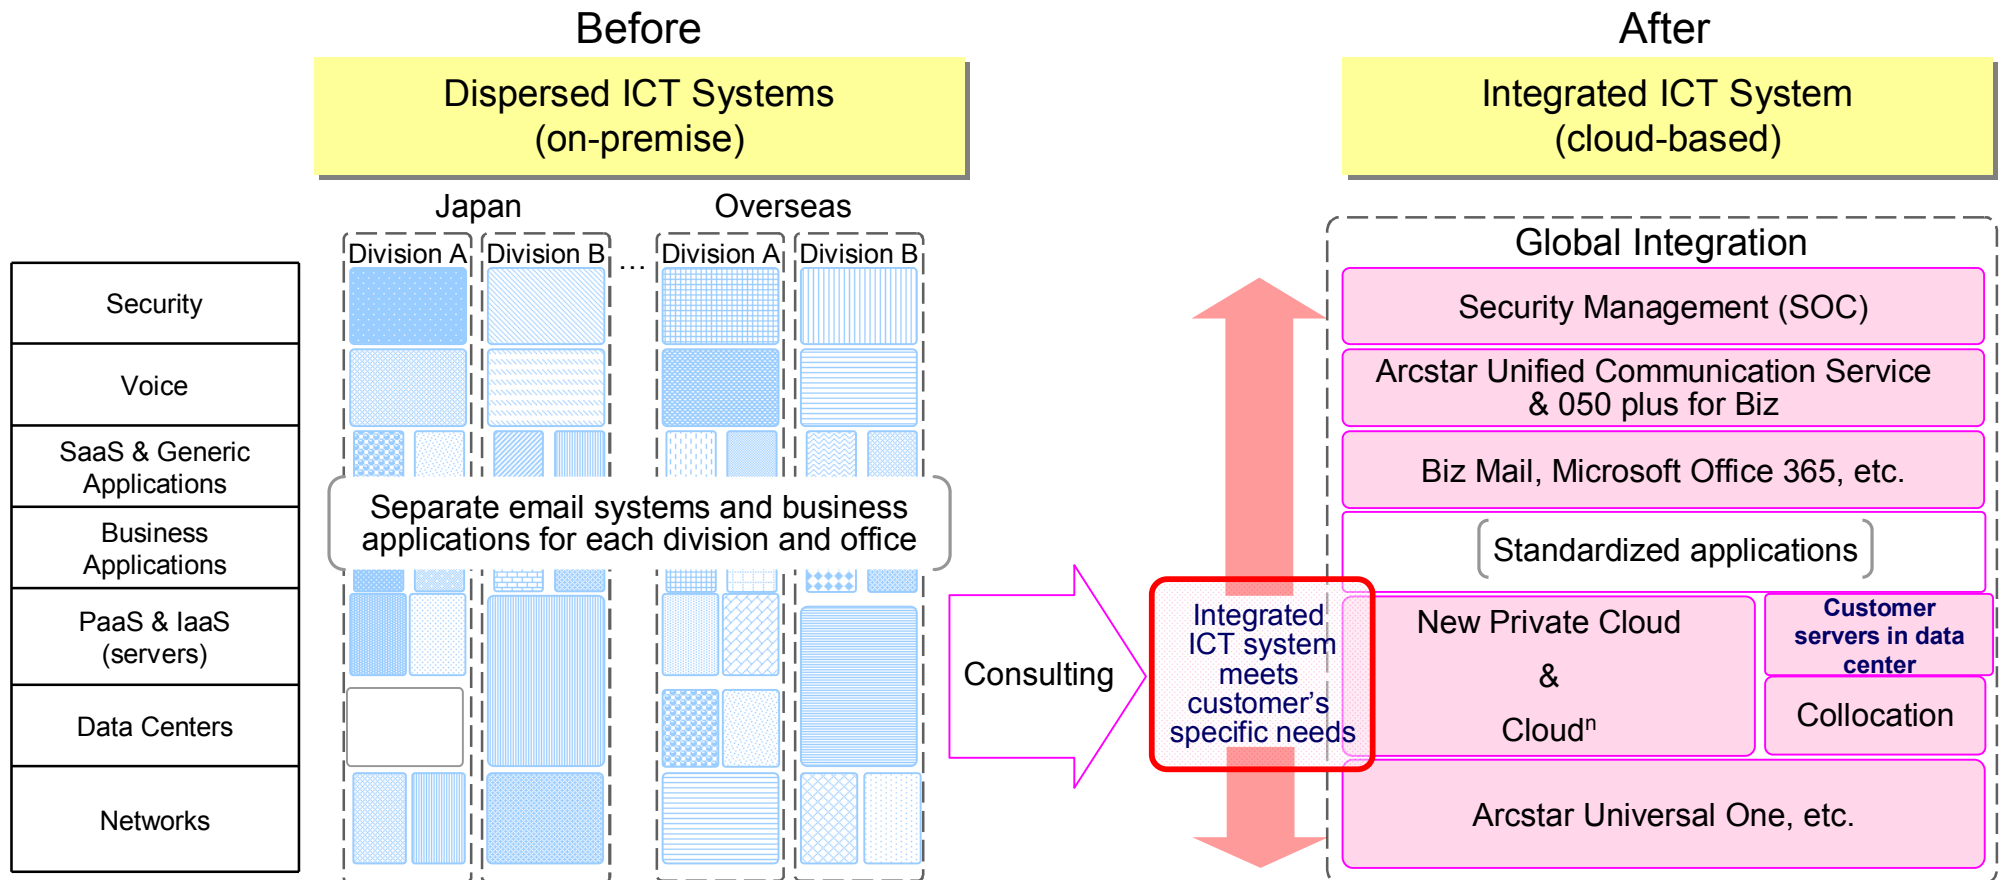 Before
After
Dispersed ICT Systems
(on-premise)
Integrated ICT System
(cloud-based)
Japan
Overseas
Division A
Division B
...
Division A
Division B
Global Integration
Security
Voice
SaaS & Generic
Applications
Business
Applications
PaaS & IaaS
(servers)
Data Centers
Networks
Separate email systems and business
applications for each division and office
Consulting
Integrated
ICT system
meets
customer's
specific needs
Security Management (SOC)
Arcstar Unified Communication Service
& 050 plus for Biz
Biz Mail, Microsoft Office 365, etc.
Standardized applications
New Private Cloud
&
Cloudⁿ
Customer
servers in data
center
Collocation
Arcstar Universal One, etc.